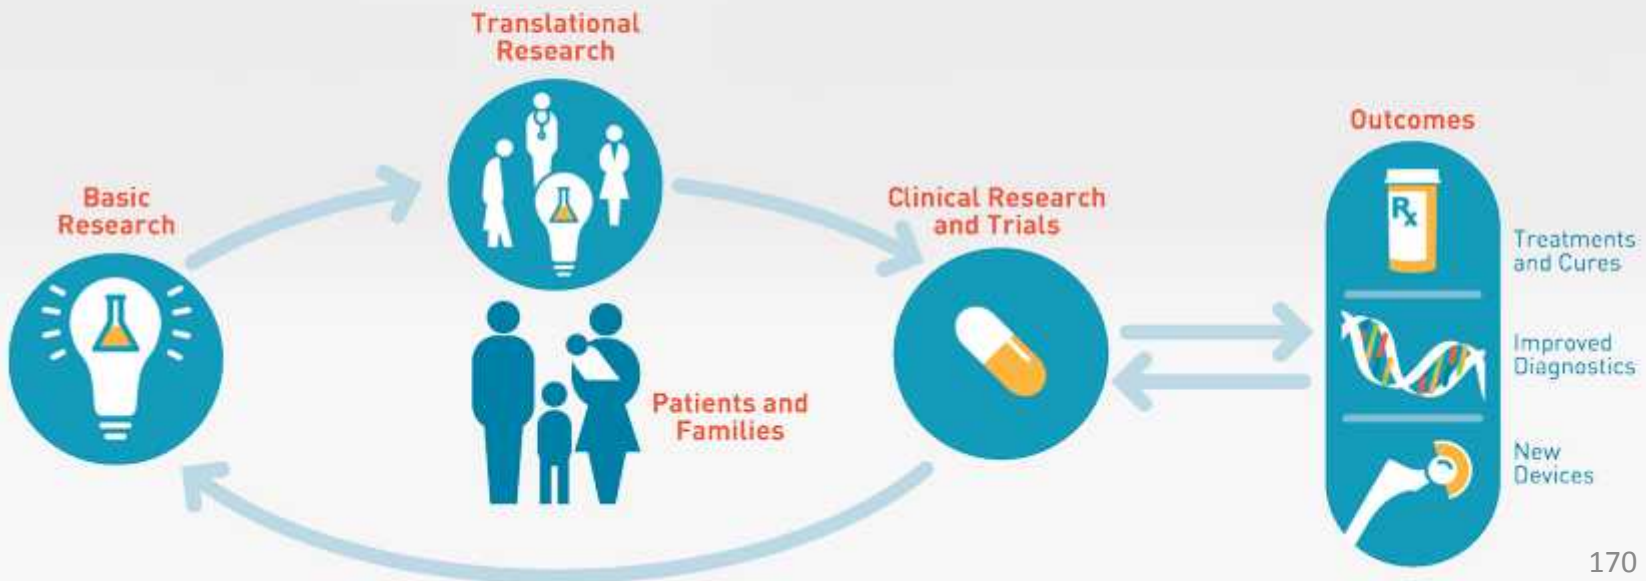 Translational
Research
Basic
Research
Clinical Research
and Trials
Patients and
Families
Outcomes
Rx
Treatments
and Cures
Improved
Diagnostics
New
Devices
170